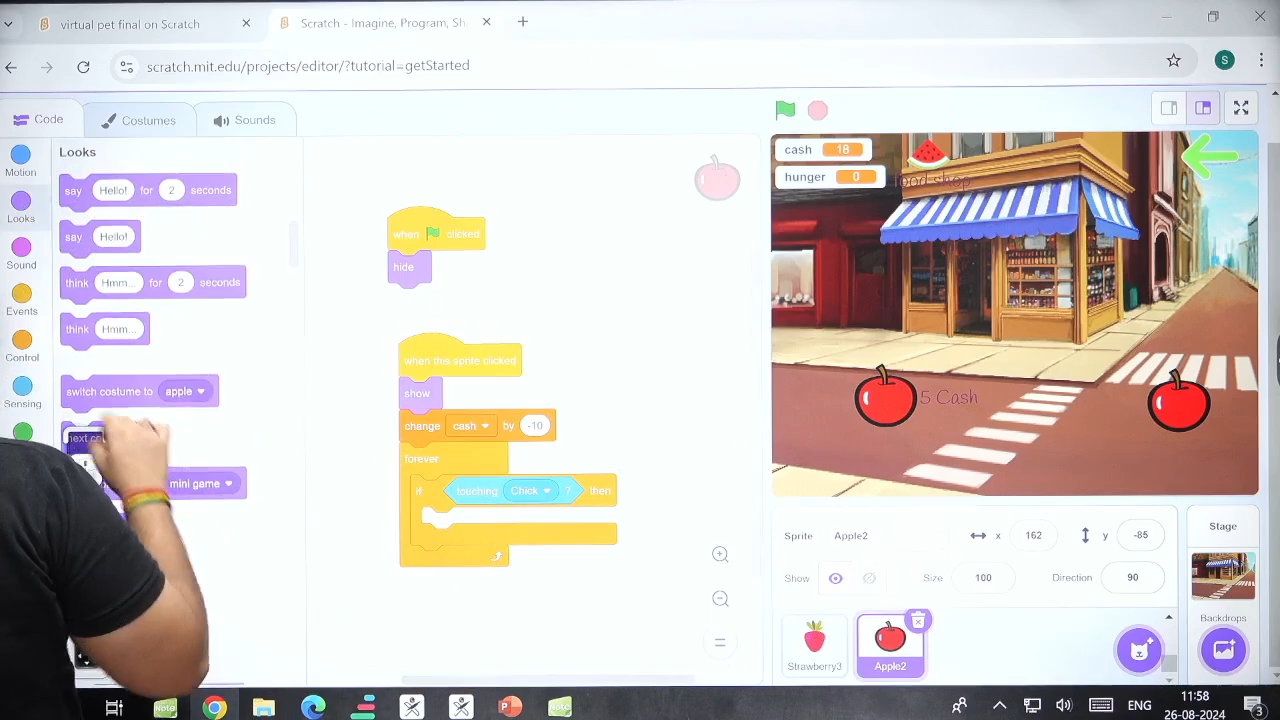 virtual pet final on Scratch
Scratch - Imagine, Program, Sh
scratch.mit.edu/projects/editor/?tutorial=getStarted
S
Code
Costumes
Sounds
Motion
Looks
Sound
Events
Control
Sensing
Looks
say Hello! for 2 seconds
say Hello!
think Hmm... for 2 seconds
think Hmm...
switch costume to apple
next co
mini game
when clicked
hide
when this sprite clicked
show
change cash by -10
forever
if touching Chick ? then
cash 18
hunger 0
food shop
5 Cash
Sprite Apple2
x 162
y -85
Show
Size 100
Direction 90
Stage
Backdrops
Strawberry3
Apple2
Note
Note
ENG
11:58
26-08-2024